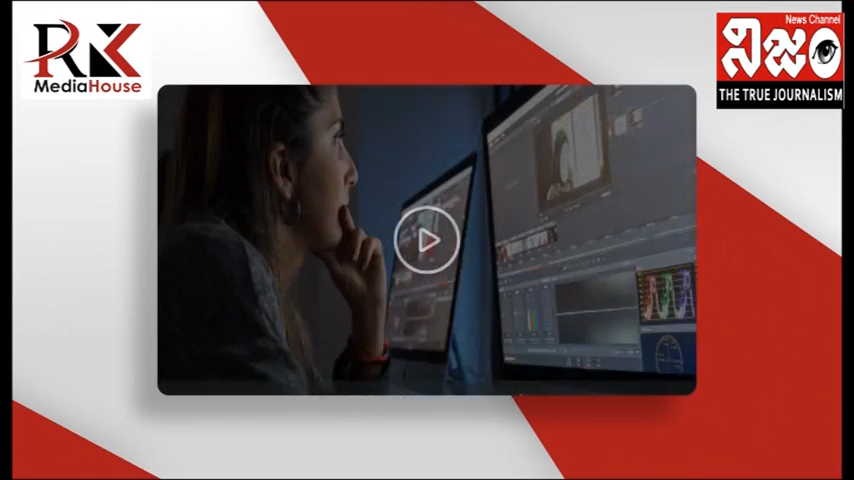 RK
MediaHouse
News Channel
నిజం
THE TRUE JOURNALISM